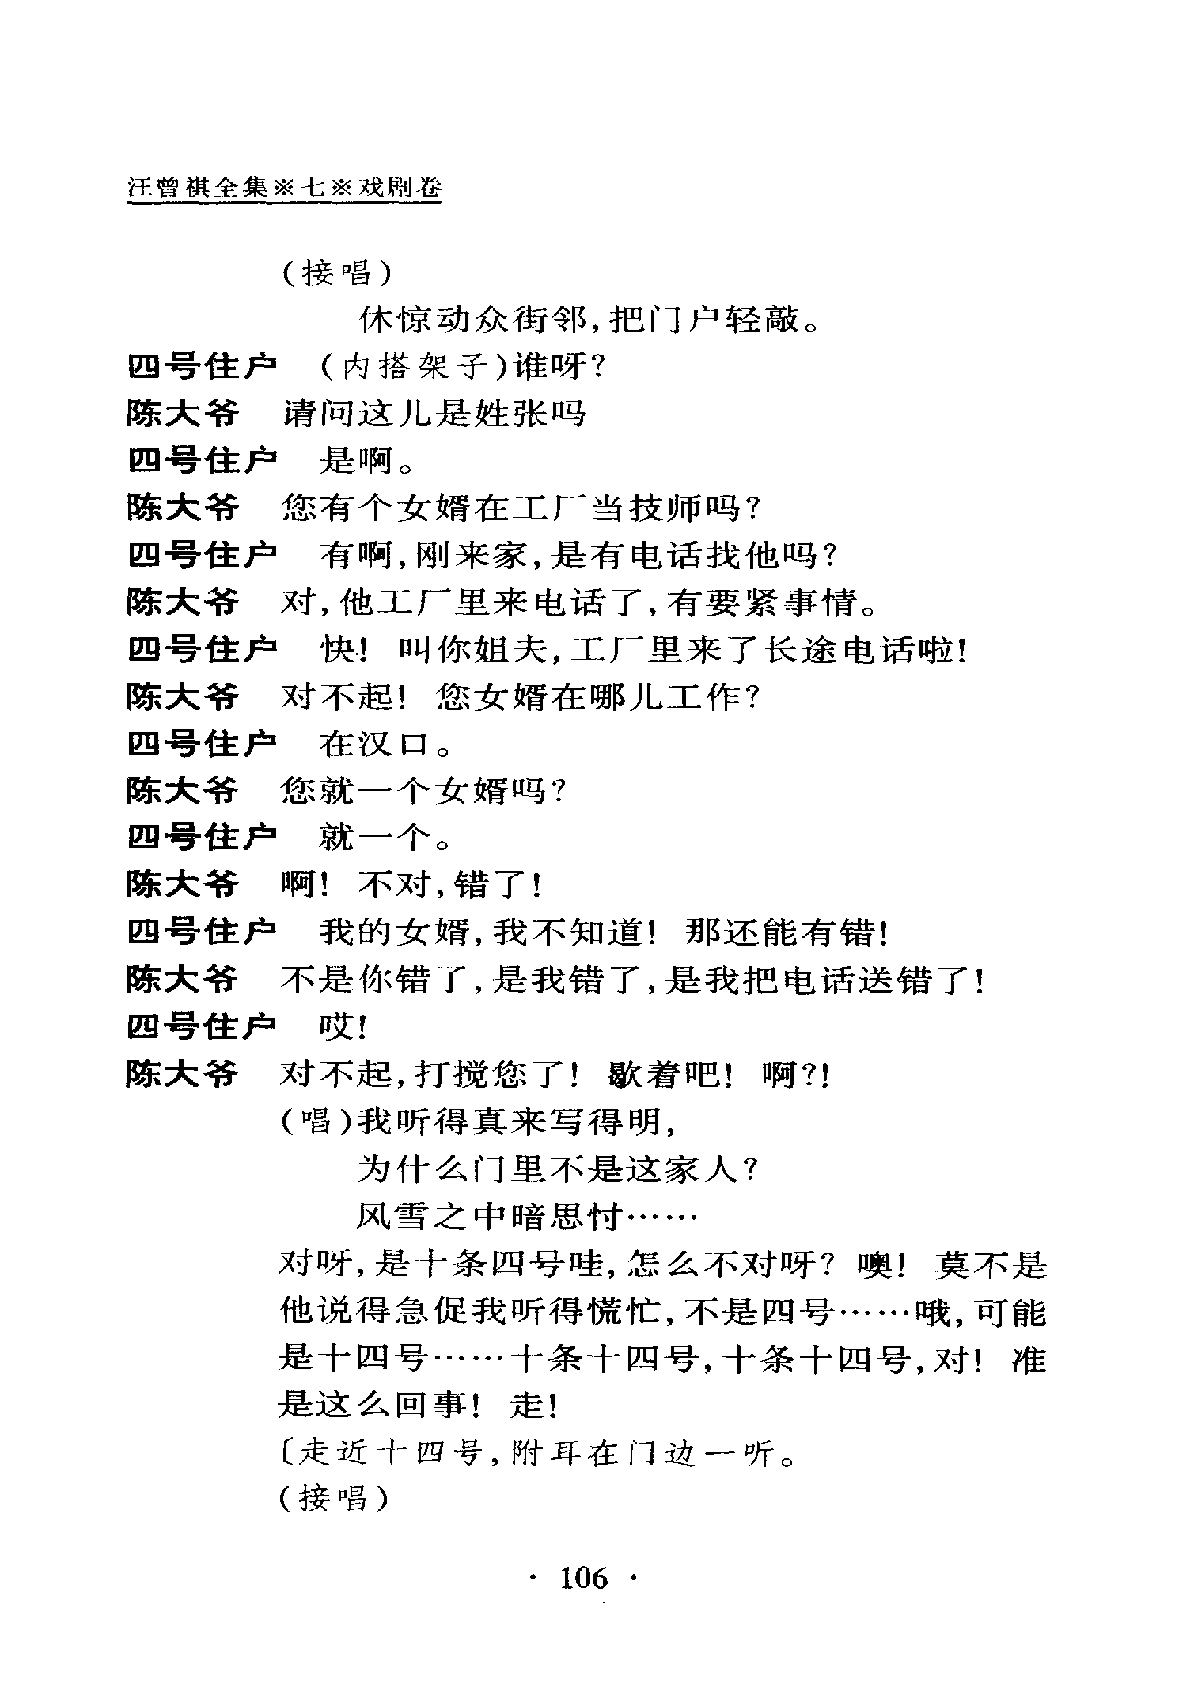 汪曾祺全集※七※戏剧卷
(接唱)
休惊动众街邻,把门户轻敲。
四号住户 (内搭架子)谁呀?
陈大爷 请问这儿是姓张吗
四号住户 是啊。
陈大爷 您有个女婿在工厂当技师吗?
四号住户 有啊,刚来家,是有电话找他吗?
陈大爷 对,他工厂里来电话了,有要紧事情。
四号住户 快! 叫你姐夫,工厂里来了长途电话啦!
陈大爷 对不起! 您女婿在哪儿工作?
四号住户 在汉口。
陈大爷 您就一个女婿吗?
四号住户 就一个。
陈大爷 啊! 不对,错了!
四号住户 我的女婿,我不知道! 那还能有错!
陈大爷 不是你错了,是我错了,是我把电话送错了!
四号住户 哎!
陈大爷 对不起,打搅您了! 歇着吧! 啊?!
(唱)我听得真来写得明,
为什么门里不是这家人?
风雪之中暗思忖……
对呀,是十条四号哇,怎么不对呀? 噢! 莫不是
他说得急促我听得慌忙,不是四号……哦,可能
是十四号……十条十四号,十条十四号,对! 准
是这么回事! 走!
〔走近十四号,附耳在门边一听。
(接唱)
· 106 ·